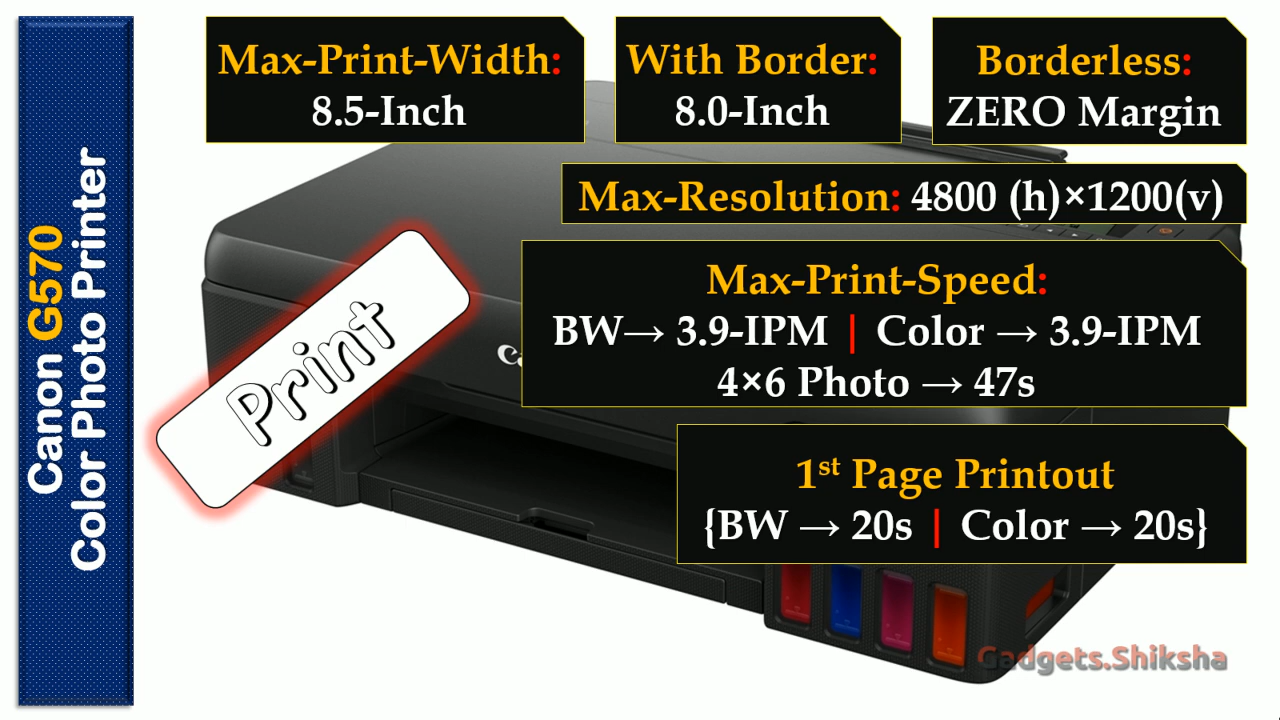 Canon G570
Color Photo Printer
Max-Print-Width:
8.5-Inch
With Border:
8.0-Inch
Borderless:
ZERO Margin
Max-Resolution: 4800 (h)×1200(v)
Print
Max-Print-Speed:
BW→ 3.9-IPM | Color → 3.9-IPM
4×6 Photo → 47s
1st Page Printout
{BW → 20s | Color → 20s}
Gadgets.Shiksha